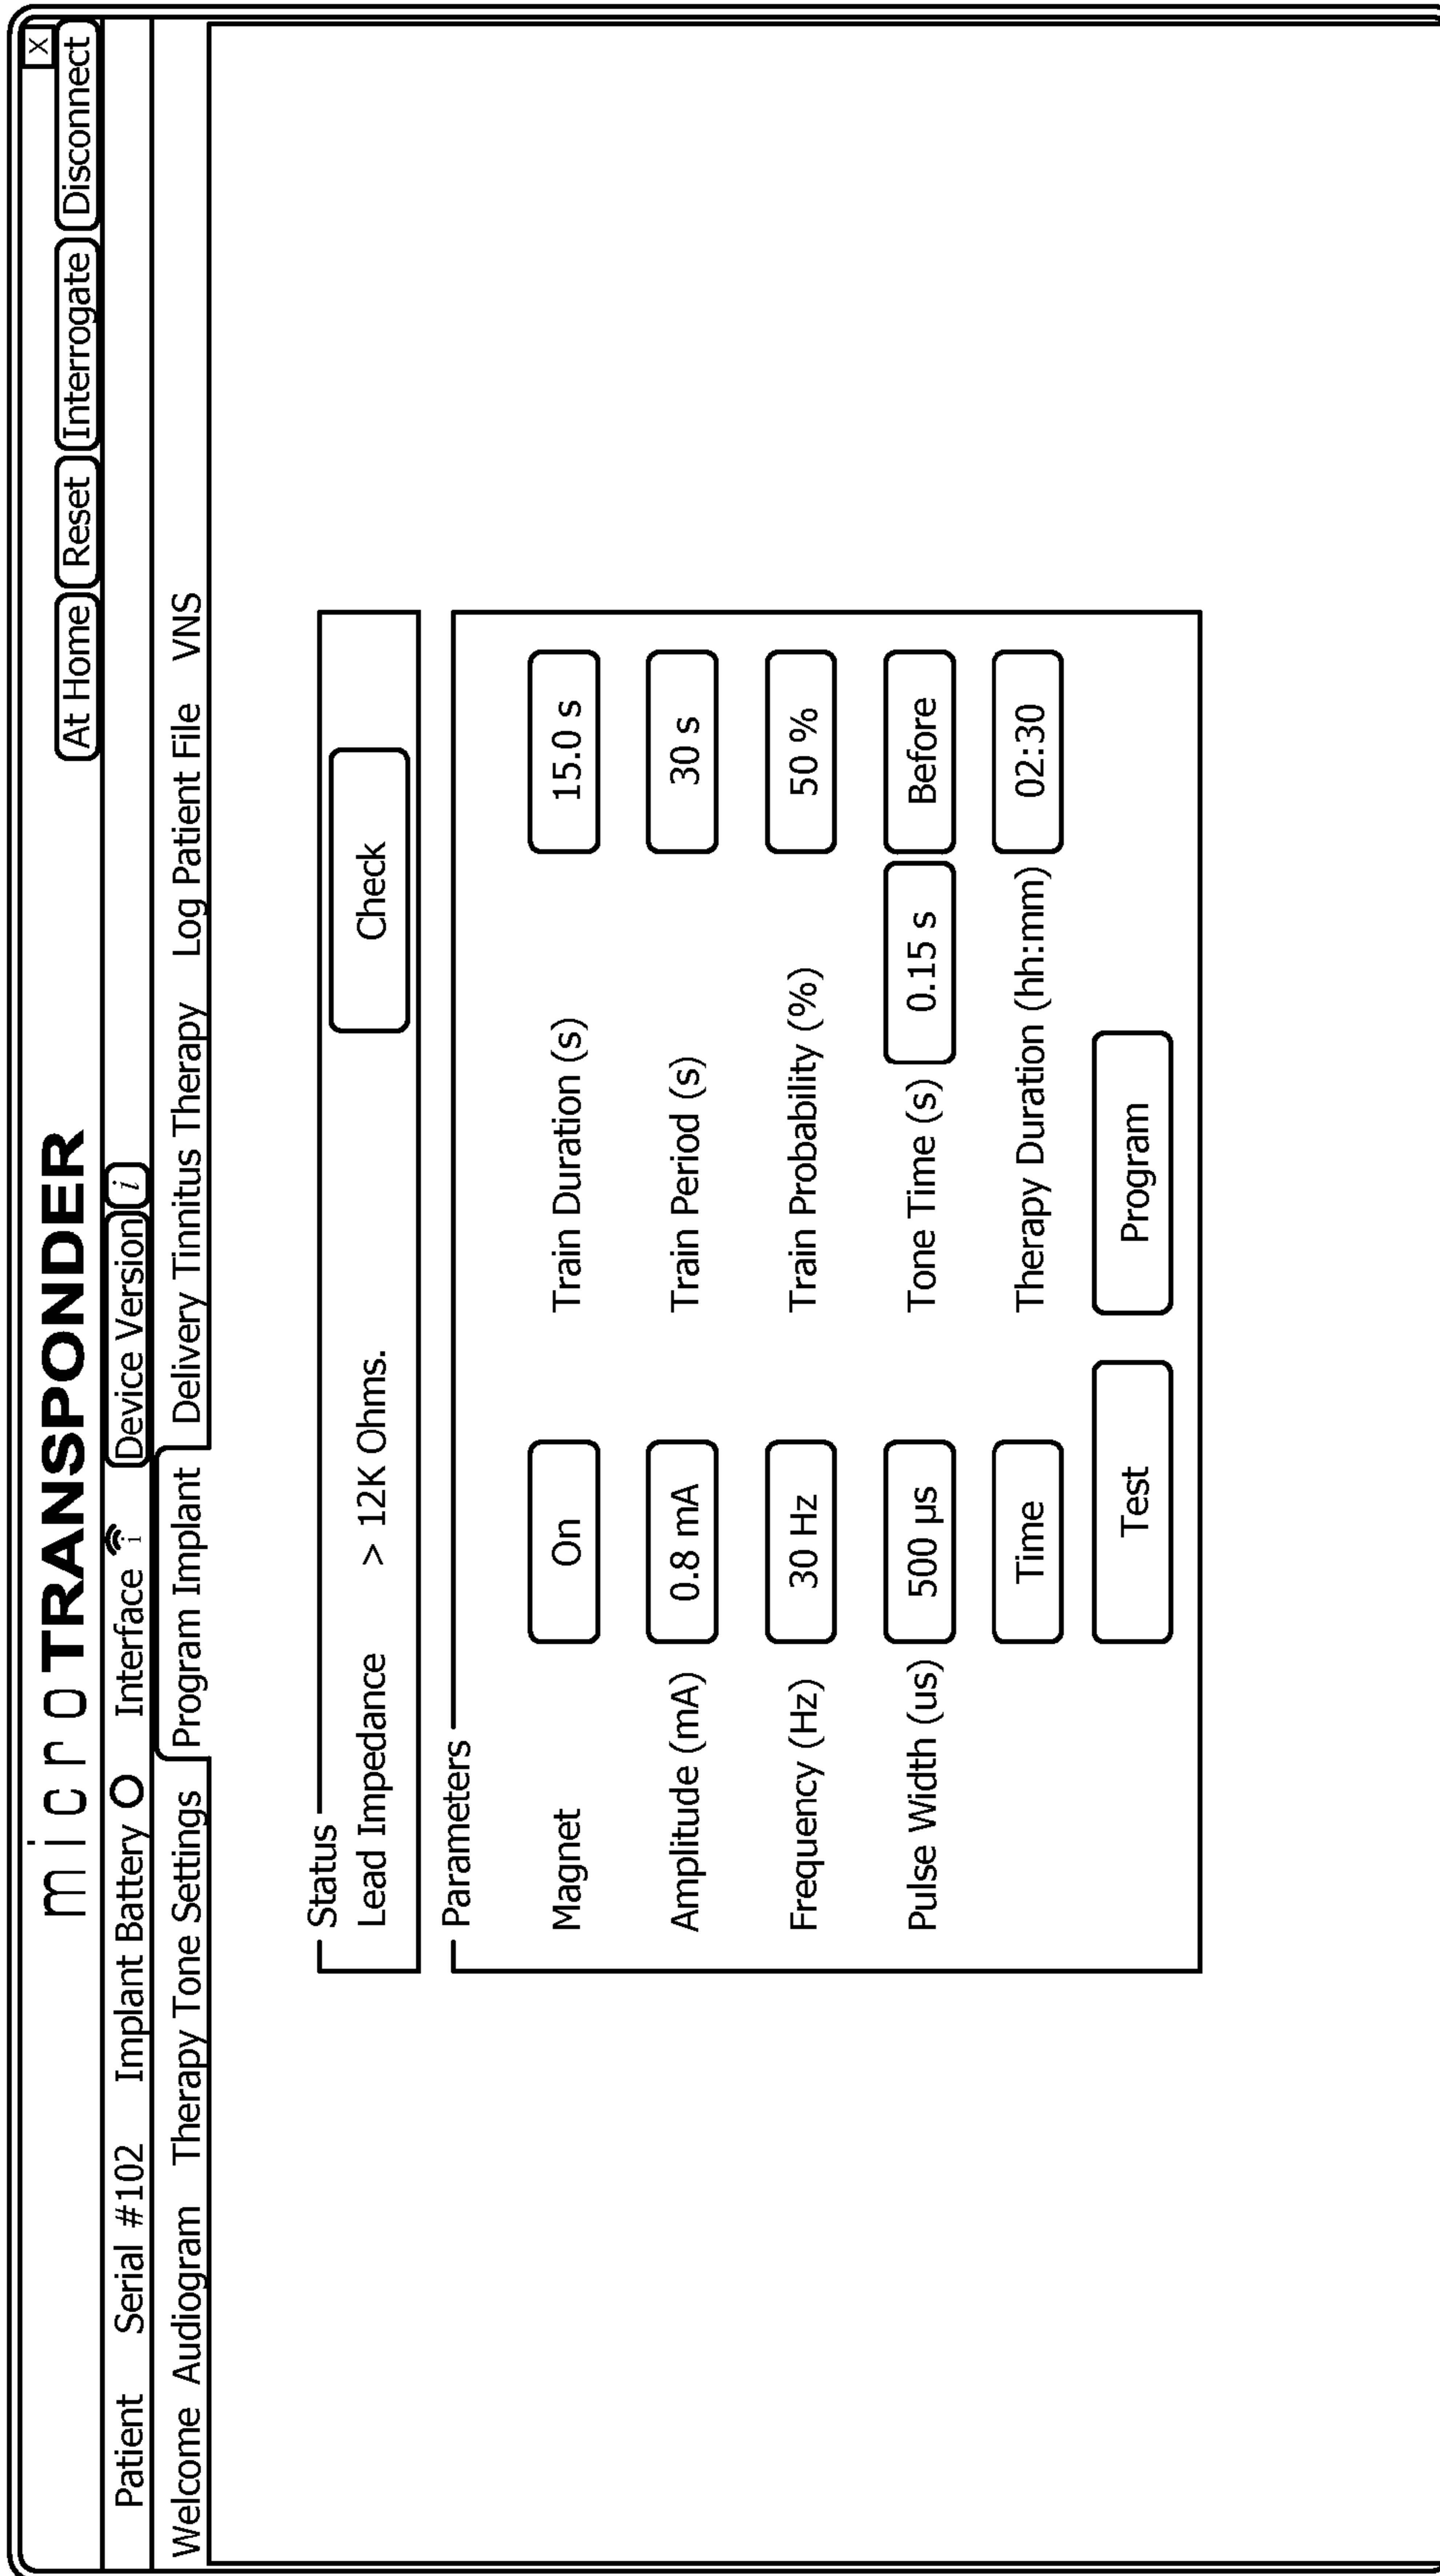 X
microTRANSPONDER
At Home Reset Interrogate Disconnect
Patient Serial #102 Implant Battery Interface i Device Version i
Welcome Audiogram Therapy Tone Settings Program Implant Delivery Tinnitus Therapy Log Patient File VNS
Status
Lead Impedance > 12K Ohms. Check
Parameters
Magnet On Train Duration (s) 15.0 s
Amplitude (mA) 0.8 mA Train Period (s) 30 s
Frequency (Hz) 30 Hz Train Probability (%) 50 %
Pulse Width (us) 500 µs Tone Time (s) 0.15 s Before
Time Therapy Duration (hh:mm) 02:30
Test Program